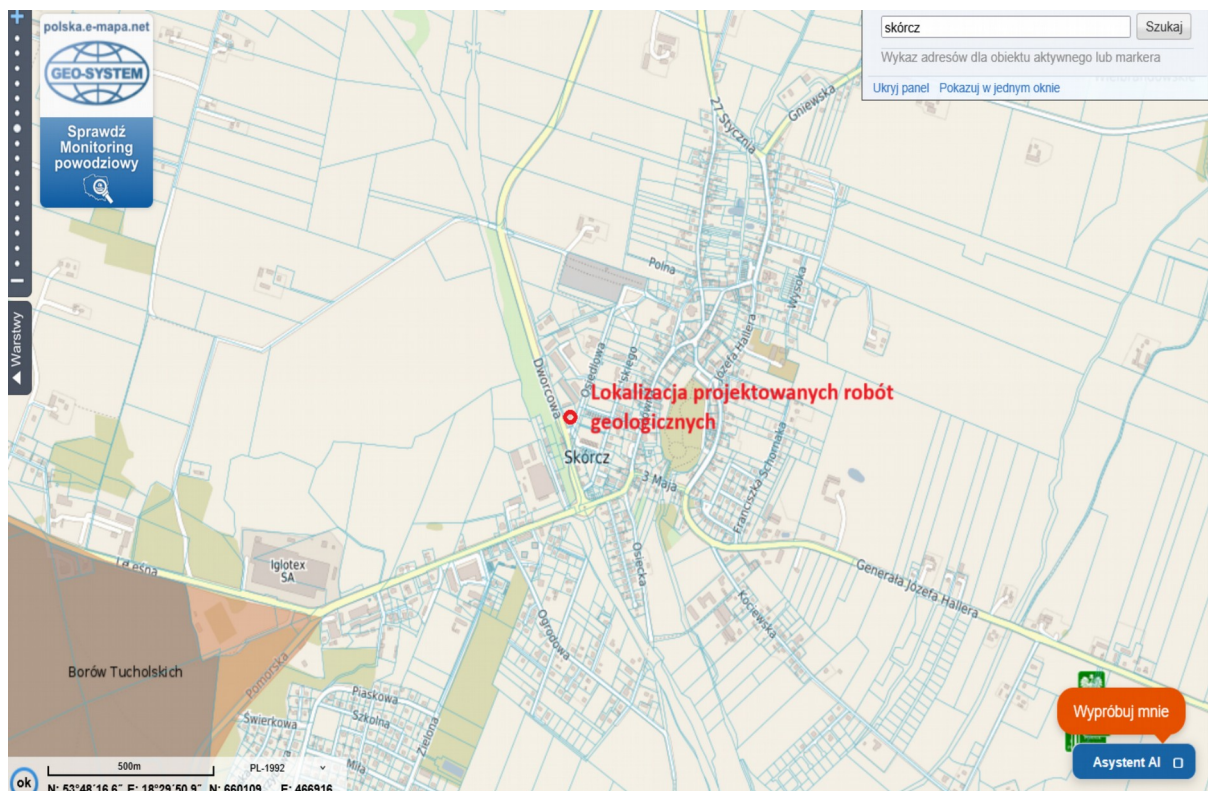 +
polska.e-mapa.net
GEO-SYSTEM
Sprawdź
Monitoring
powodziowy
Warstwy
skórcz
Szukaj
Wykaz adresów dla obiektu aktywnego lub markera
Ukryj panel Pokazuj w jednym oknie
27 Stycznia
Gniewska
Polna
Wysoka
Józefa Hallera
Dworcowa
Osiedlowa
Lokalizacja projektowanych robót
geologicznych
Skórcz
3 Maja
Franciszka Schornaka
Iglotex
SA
Leśna
Osiecka
Ogrodowa
Kociewska
Generała Józefa Hallera
Borów Tucholskich
Pomorska
Piaskowa
Szkolna
Świerkowa
Zielona
Miła
Wypróbuj mnie
Asystent AI
500m
PL-1992
ok
N: 53°48'16.6" E: 18°29'50.9" N: 660109 E: 466916